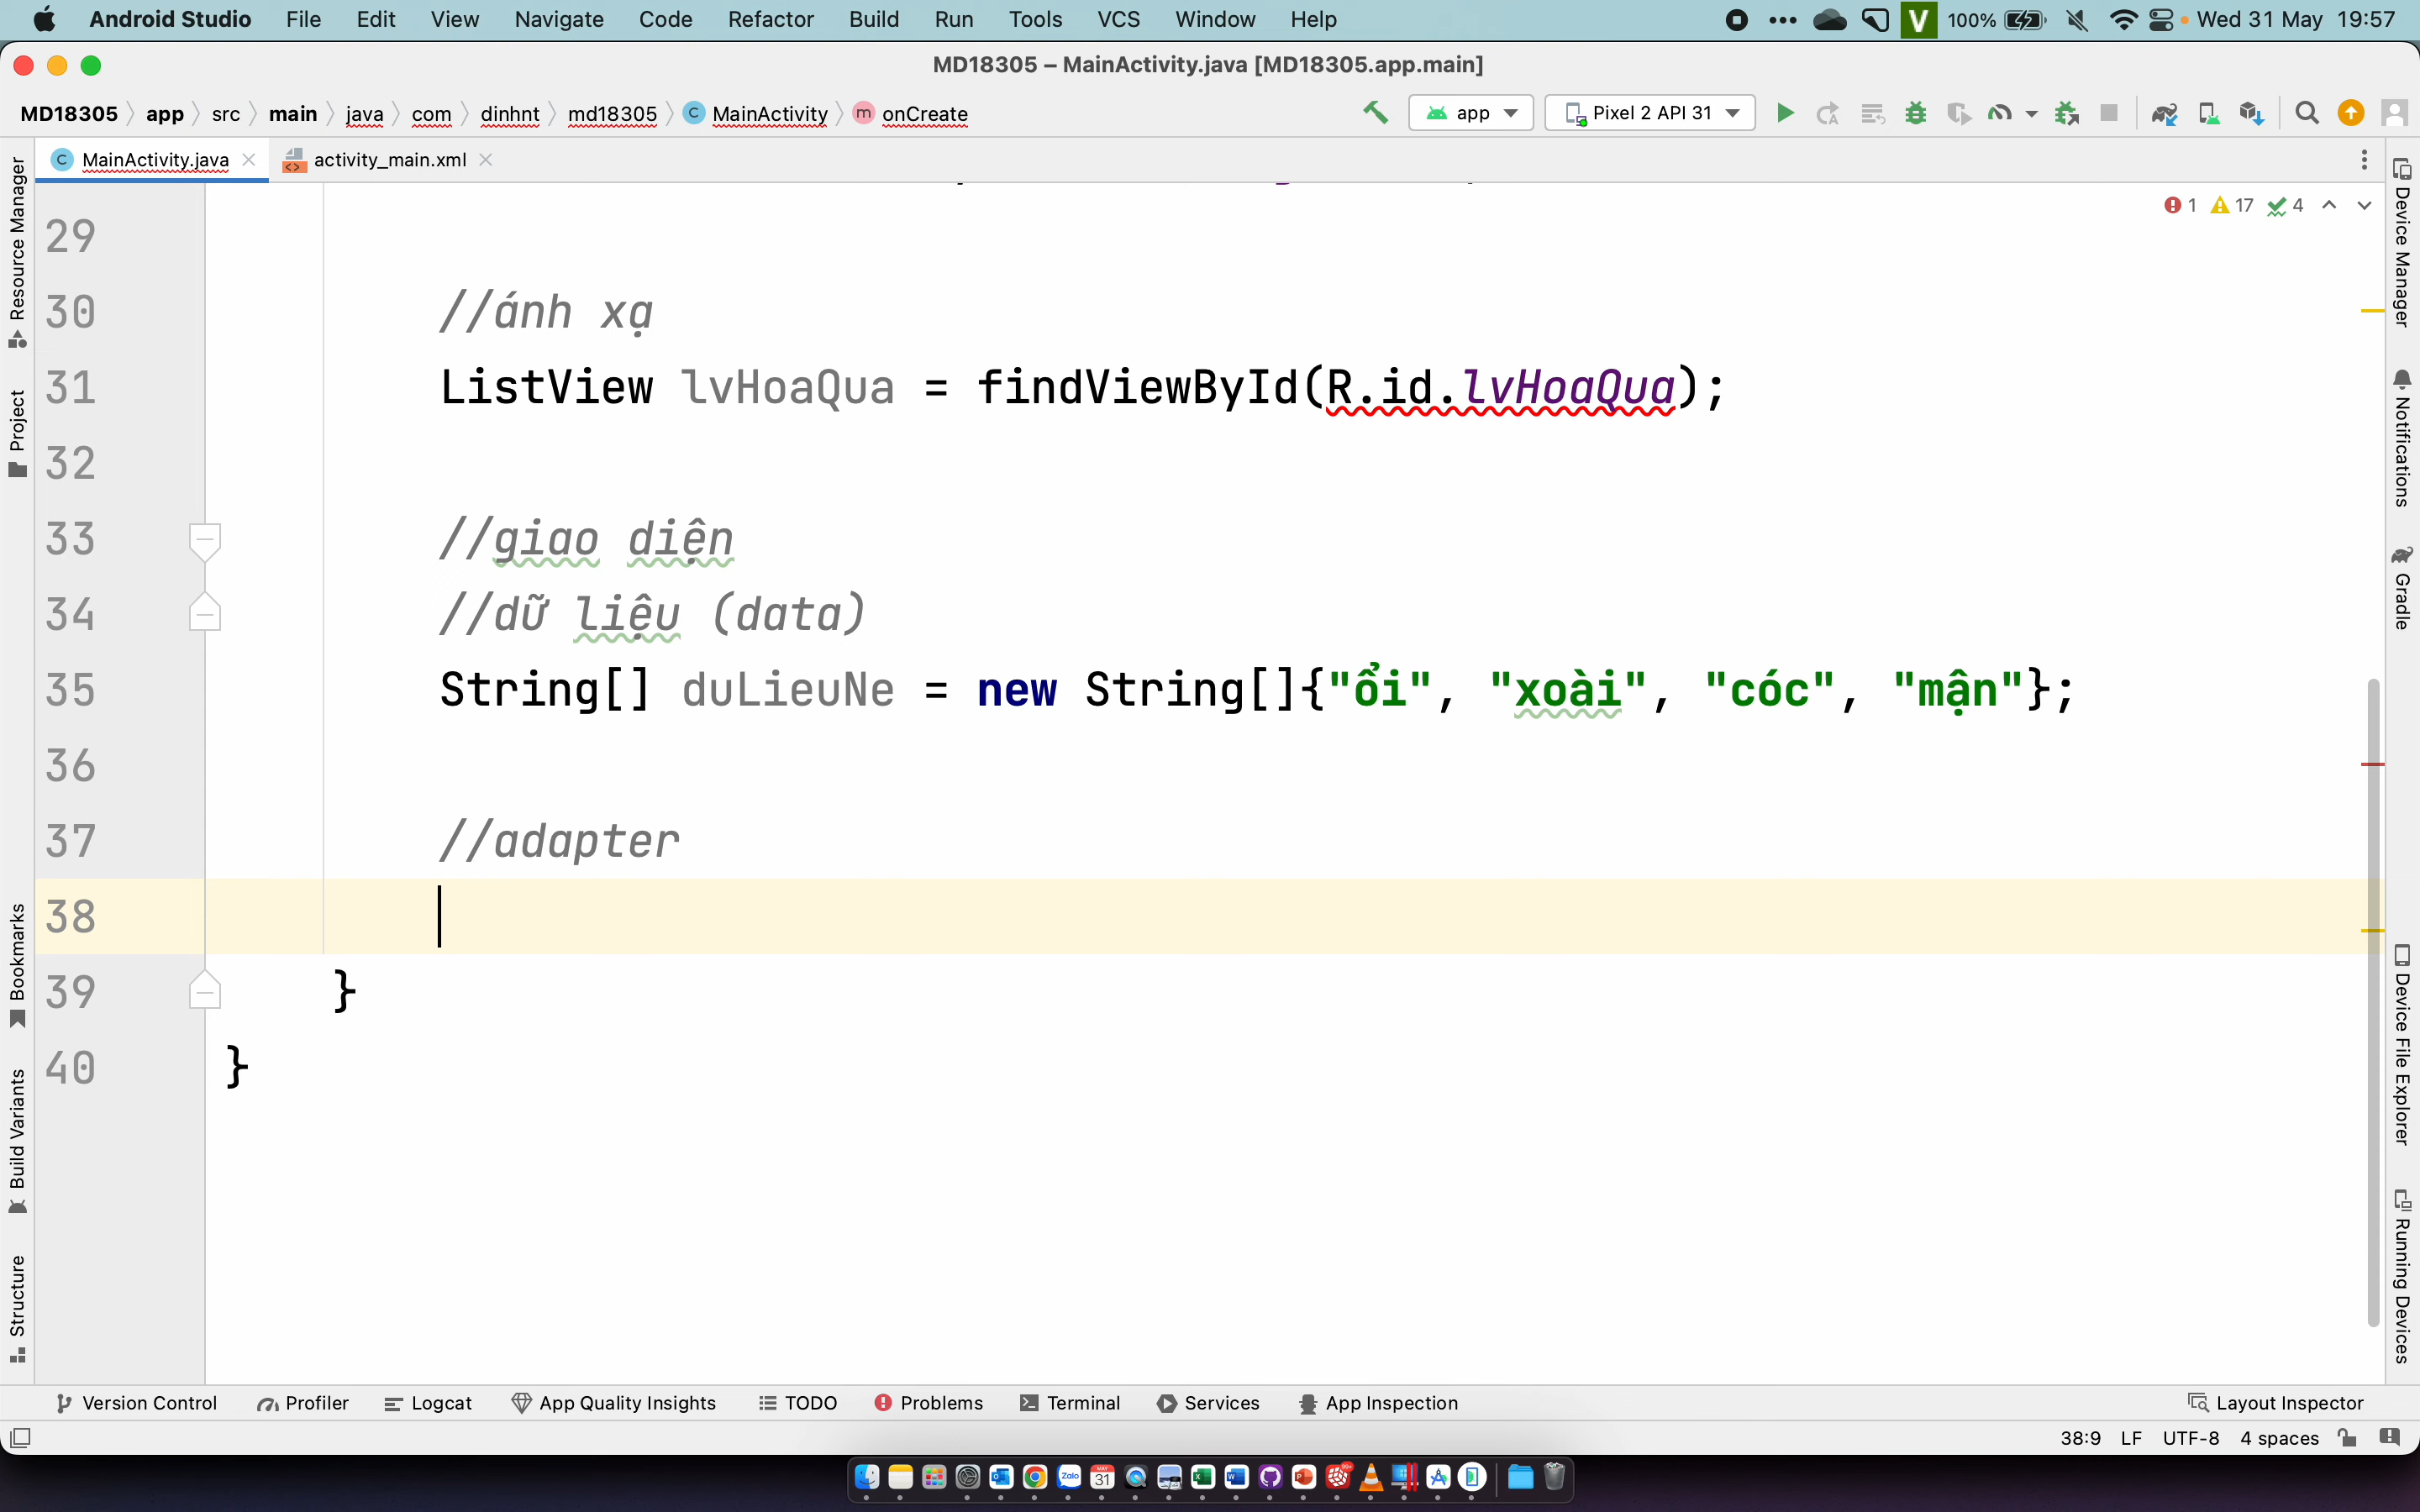 Android Studio File Edit View Navigate Code Refactor Build Run Tools VCS Window Help V 100% Wed 31 May 19:57
MD18305 – MainActivity.java [MD18305.app.main]
MD18305 app src main java com dinhnt md18305 C MainActivity m onCreate app Pixel 2 API 31
C MainActivity.java activity_main.xml
1 17 4
29
30 //ánh xạ
31 ListView lvHoaQua = findViewById(R.id.lvHoaQua);
32
33 //giao diện
34 //dữ liệu (data)
35 String[] duLieuNe = new String[]{"ổi", "xoài", "cóc", "mận"};
36
37 //adapter
38
39 }
40 }
Resource Manager
Project
Bookmarks
Build Variants
Structure
Device Manager
Notifications
Gradle
Device File Explorer
Running Devices
Version Control Profiler Logcat App Quality Insights TODO Problems Terminal Services App Inspection Layout Inspector
38:9 LF UTF-8 4 spaces
Zalo
31